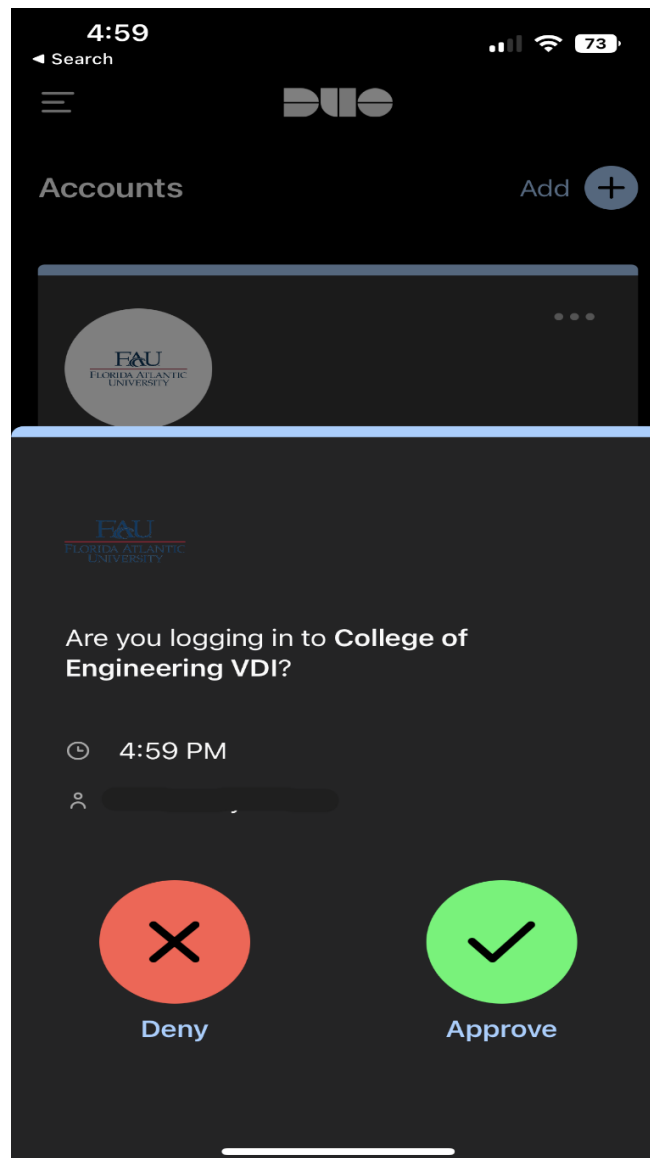 4:59
◀ Search
73
DUO
Accounts
Add +
FAU
FLORIDA ATLANTIC
UNIVERSITY
FAU
FLORIDA ATLANTIC
UNIVERSITY
Are you logging in to College of
Engineering VDI?
4:59 PM
Deny
Approve